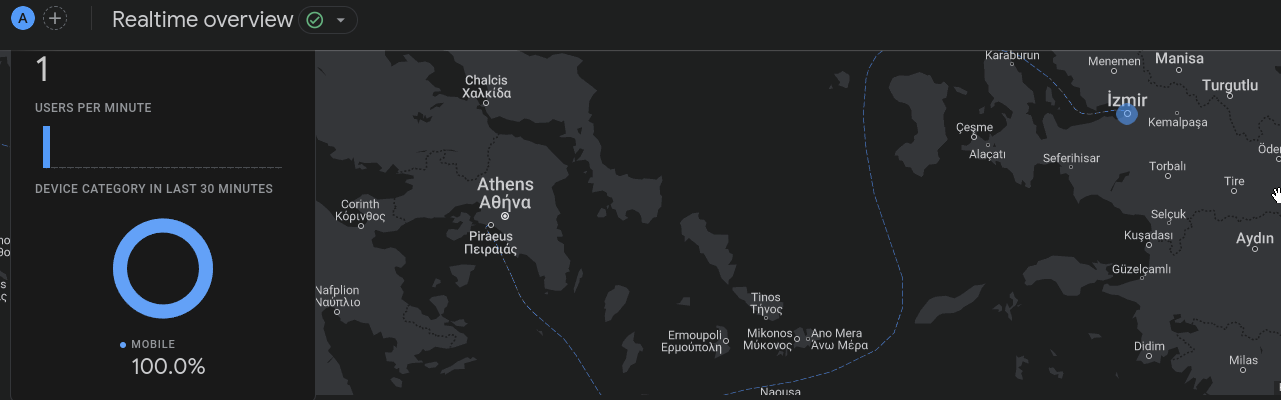 A
Realtime overview
1
USERS PER MINUTE
DEVICE CATEGORY IN LAST 30 MINUTES
MOBILE
100.0%
Chalcis
Χαλκίδα
Athens
Αθήνα
Corinth
Κόρινθος
Piraeus
Πειραιάς
Nafplion
Ναύπλιο
Tinos
Τήνος
Ermoupoli
Ερμούπολη
Mikonos
Μύκονος
Ano Mera
Άνω Μέρα
Naousa
Karaburun
Menemen
Manisa
Turgutlu
İzmir
Kemalpaşa
Çeşme
Alaçatı
Seferihisar
Torbalı
Tire
Selçuk
Kuşadası
Aydın
Güzelçamlı
Didim
Milas